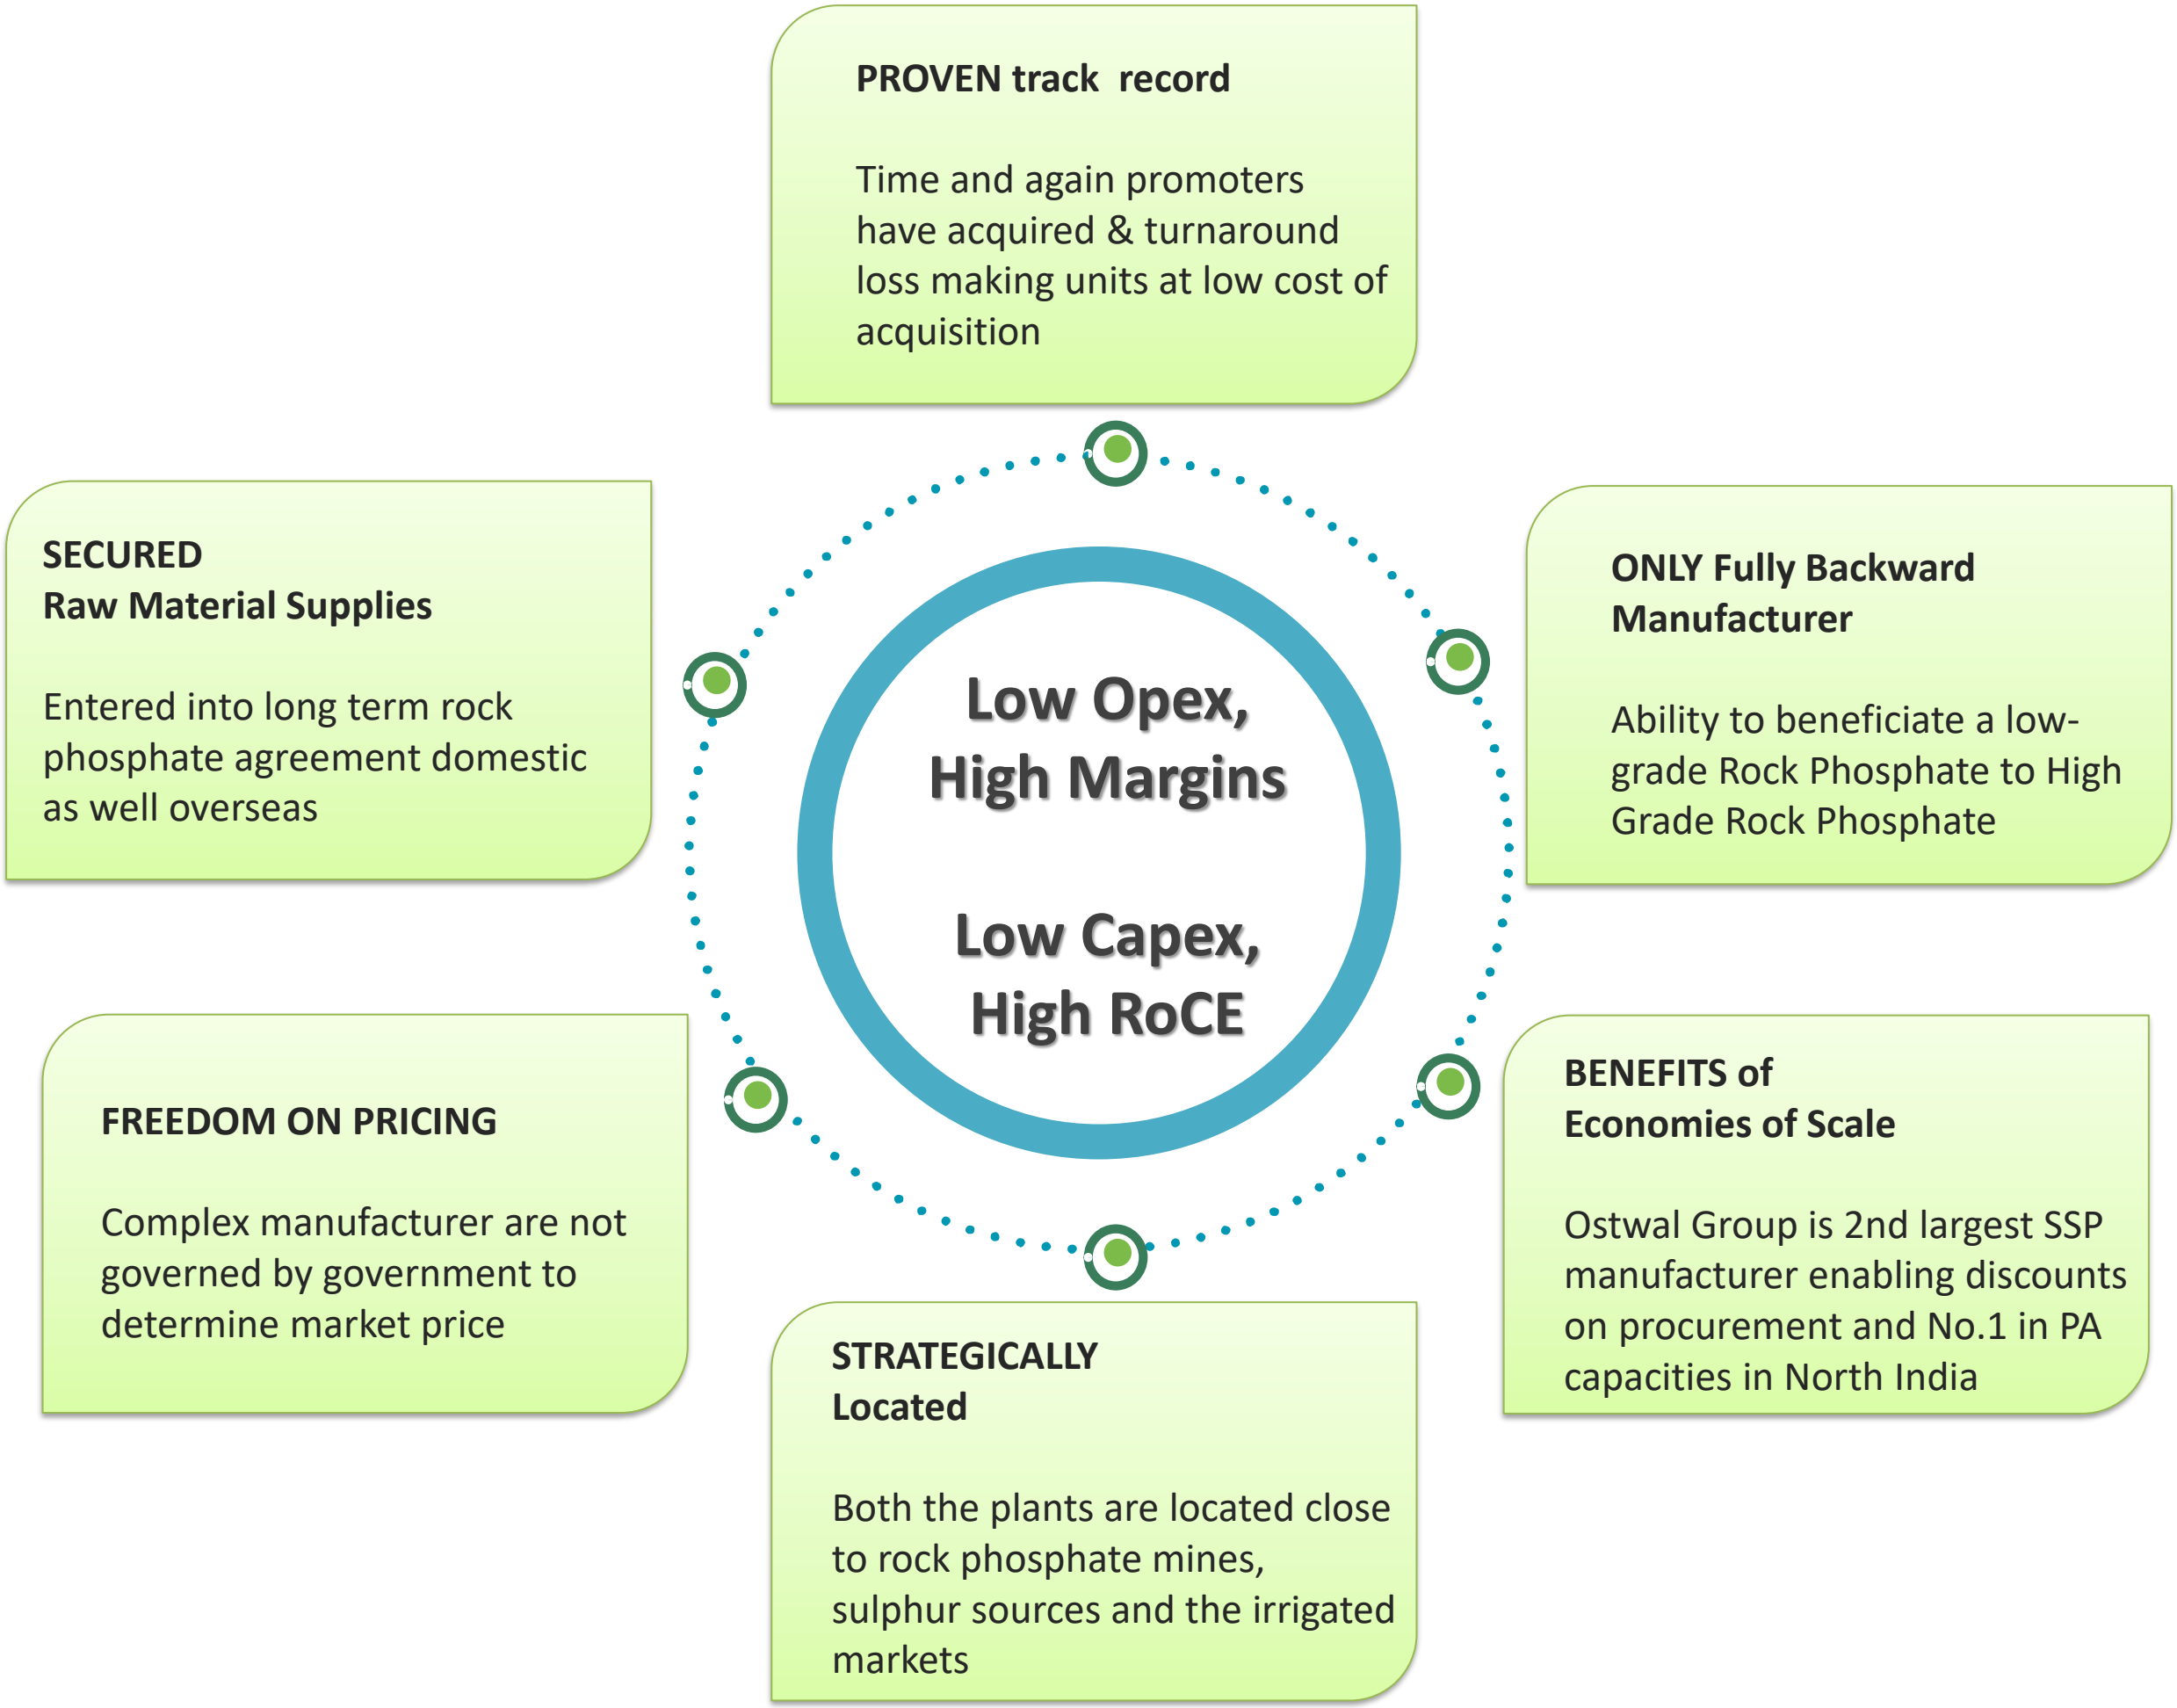 PROVEN track record
Time and again promoters
have acquired & turnaround
loss making units at low cost of
acquisition
SECURED
Raw Material Supplies
Entered into long term rock
phosphate agreement domestic
as well overseas
ONLY Fully Backward
Manufacturer
Ability to beneficiate a low-
grade Rock Phosphate to High
Grade Rock Phosphate
Low Opex,
High Margins
Low Capex,
High RoCE
FREEDOM ON PRICING
Complex manufacturer are not
governed by government to
determine market price
BENEFITS of
Economies of Scale
Ostwal Group is 2nd largest SSP
manufacturer enabling discounts
on procurement and No.1 in PA
capacities in North India
STRATEGICALLY
Located
Both the plants are located close
to rock phosphate mines,
sulphur sources and the irrigated
markets